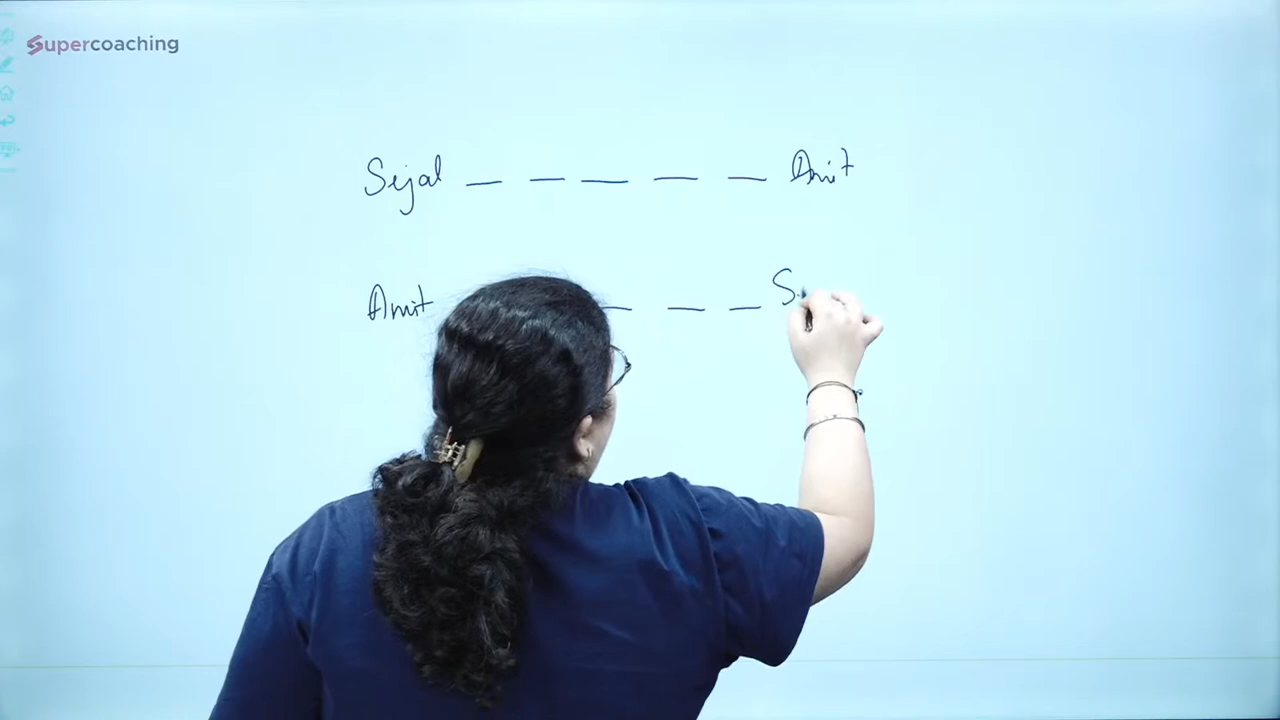 Supercoaching
Sejal _ _ _ _ _ Amit
Amit _ _ _ S